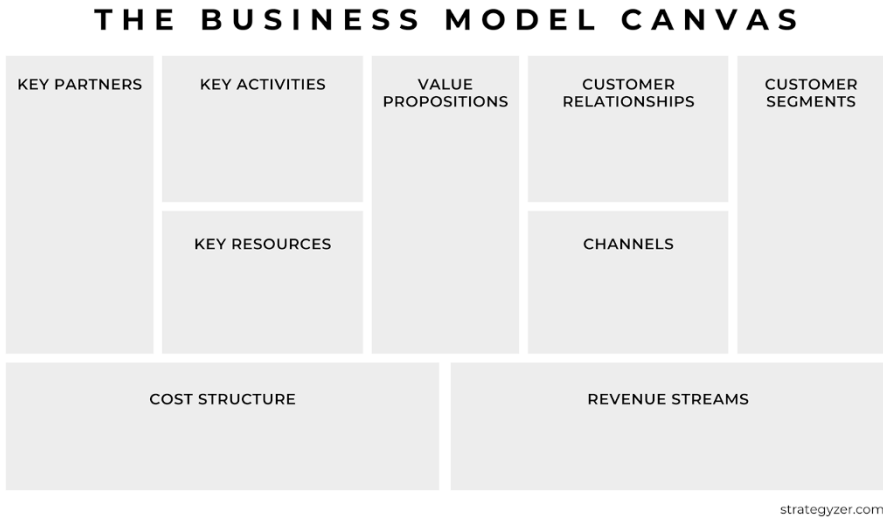 THE BUSINESS MODEL CANVAS
KEY PARTNERS
KEY ACTIVITIES
KEY RESOURCES
VALUE
PROPOSITIONS
CUSTOMER
RELATIONSHIPS
CHANNELS
CUSTOMER
SEGMENTS
COST STRUCTURE
REVENUE STREAMS
strategyzer.com